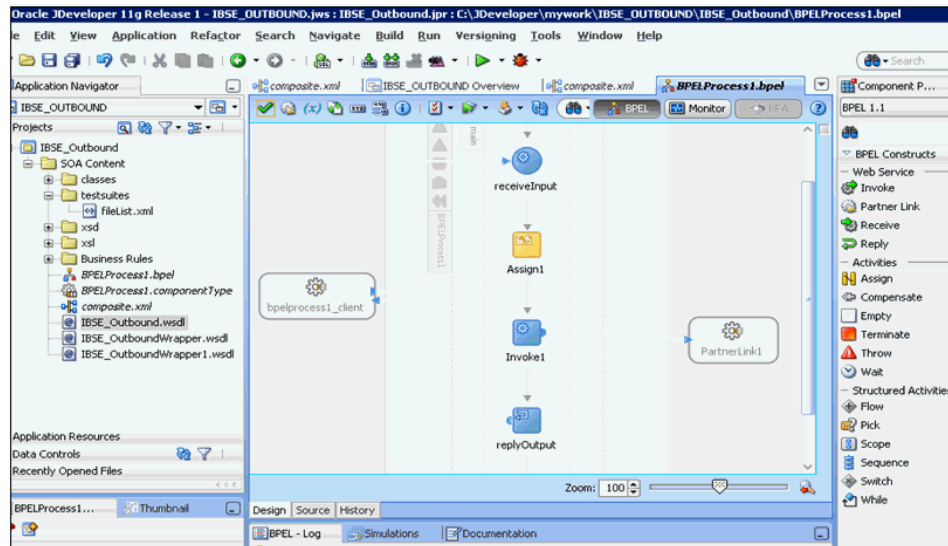 Oracle JDeveloper 11g Release 1 - IBSE_OUTBOUND.jws : IBSE_Outbound.jpr : C:\JDeveloper\mywork\IBSE_OUTBOUND\IBSE_Outbound\BPELProcess1.bpel
le Edit View Application Refactor Search Navigate Build Run Versioning Tools Window Help
Search
Application Navigator
composite.xml IBSE_OUTBOUND Overview composite.xml BPELProcess1.bpel
Component P...
IBSE_OUTBOUND
BPEL Monitor BPA
BPEL 1.1
Projects
IBSE_Outbound
SOA Content
classes
testsuites
fileList.xml
xsd
xsl
Business Rules
BPELProcess1.bpel
BPELProcess1.componentType
composite.xml
IBSE_Outbound.wsdl
IBSE_OutboundWrapper.wsdl
IBSE_OutboundWrapper1.wsdl
Application Resources
Data Controls
Recently Opened Files
BPELProcess1... Thumbnail
main
BPELProcess1
receiveInput
Assign1
bpelprocess1_client
Invoke1
PartnerLink1
replyOutput
Zoom: 100
Design Source History
BPEL - Log Simulations Documentation
BPEL Constructs
Web Service
Invoke
Partner Link
Receive
Reply
Activities
Assign
Compensate
Empty
Terminate
Throw
Wait
Structured Activitie
Flow
Pick
Scope
Sequence
Switch
While